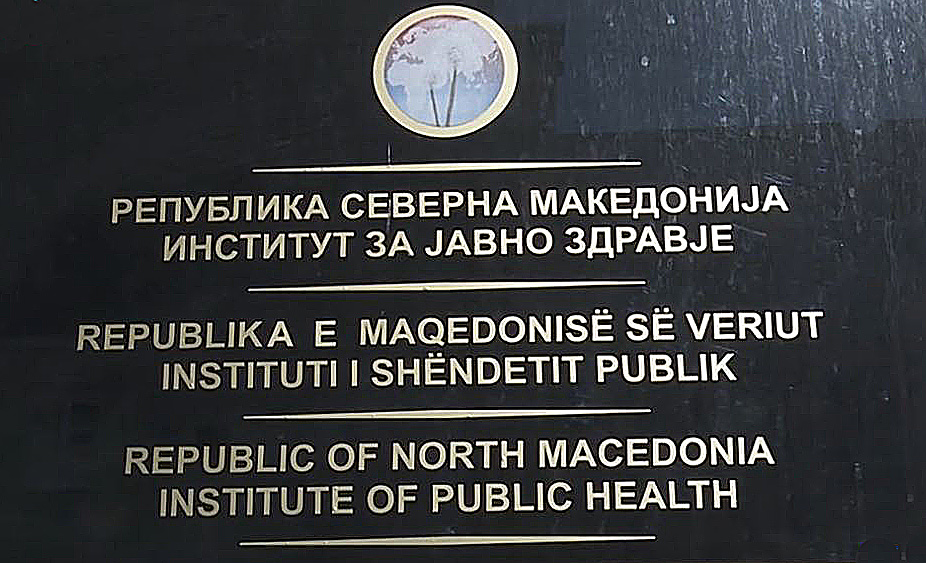 РЕПУБЛИКА СЕВЕРНА МАКЕДОНИЈА
ИНСТИТУТ ЗА ЈАВНО ЗДРАВЈЕ
REPUBLIKA E MAQEDONISË SË VERIUT
INSTITUTI I SHËNDETIT PUBLIK
REPUBLIC OF NORTH MACEDONIA
INSTITUTE OF PUBLIC HEALTH